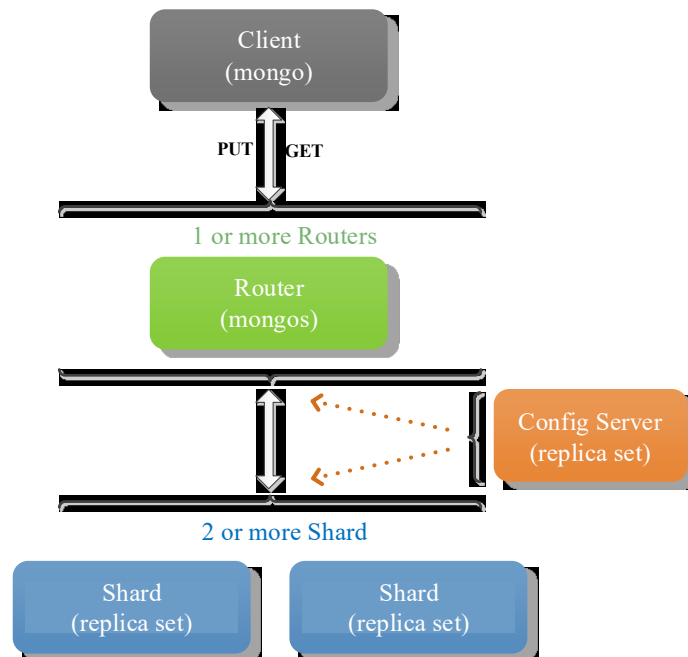 Client
(mongo)
PUT GET
1 or more Routers
Router
(mongos)
Config Server
(replica set)
2 or more Shard
Shard
(replica set)
Shard
(replica set)